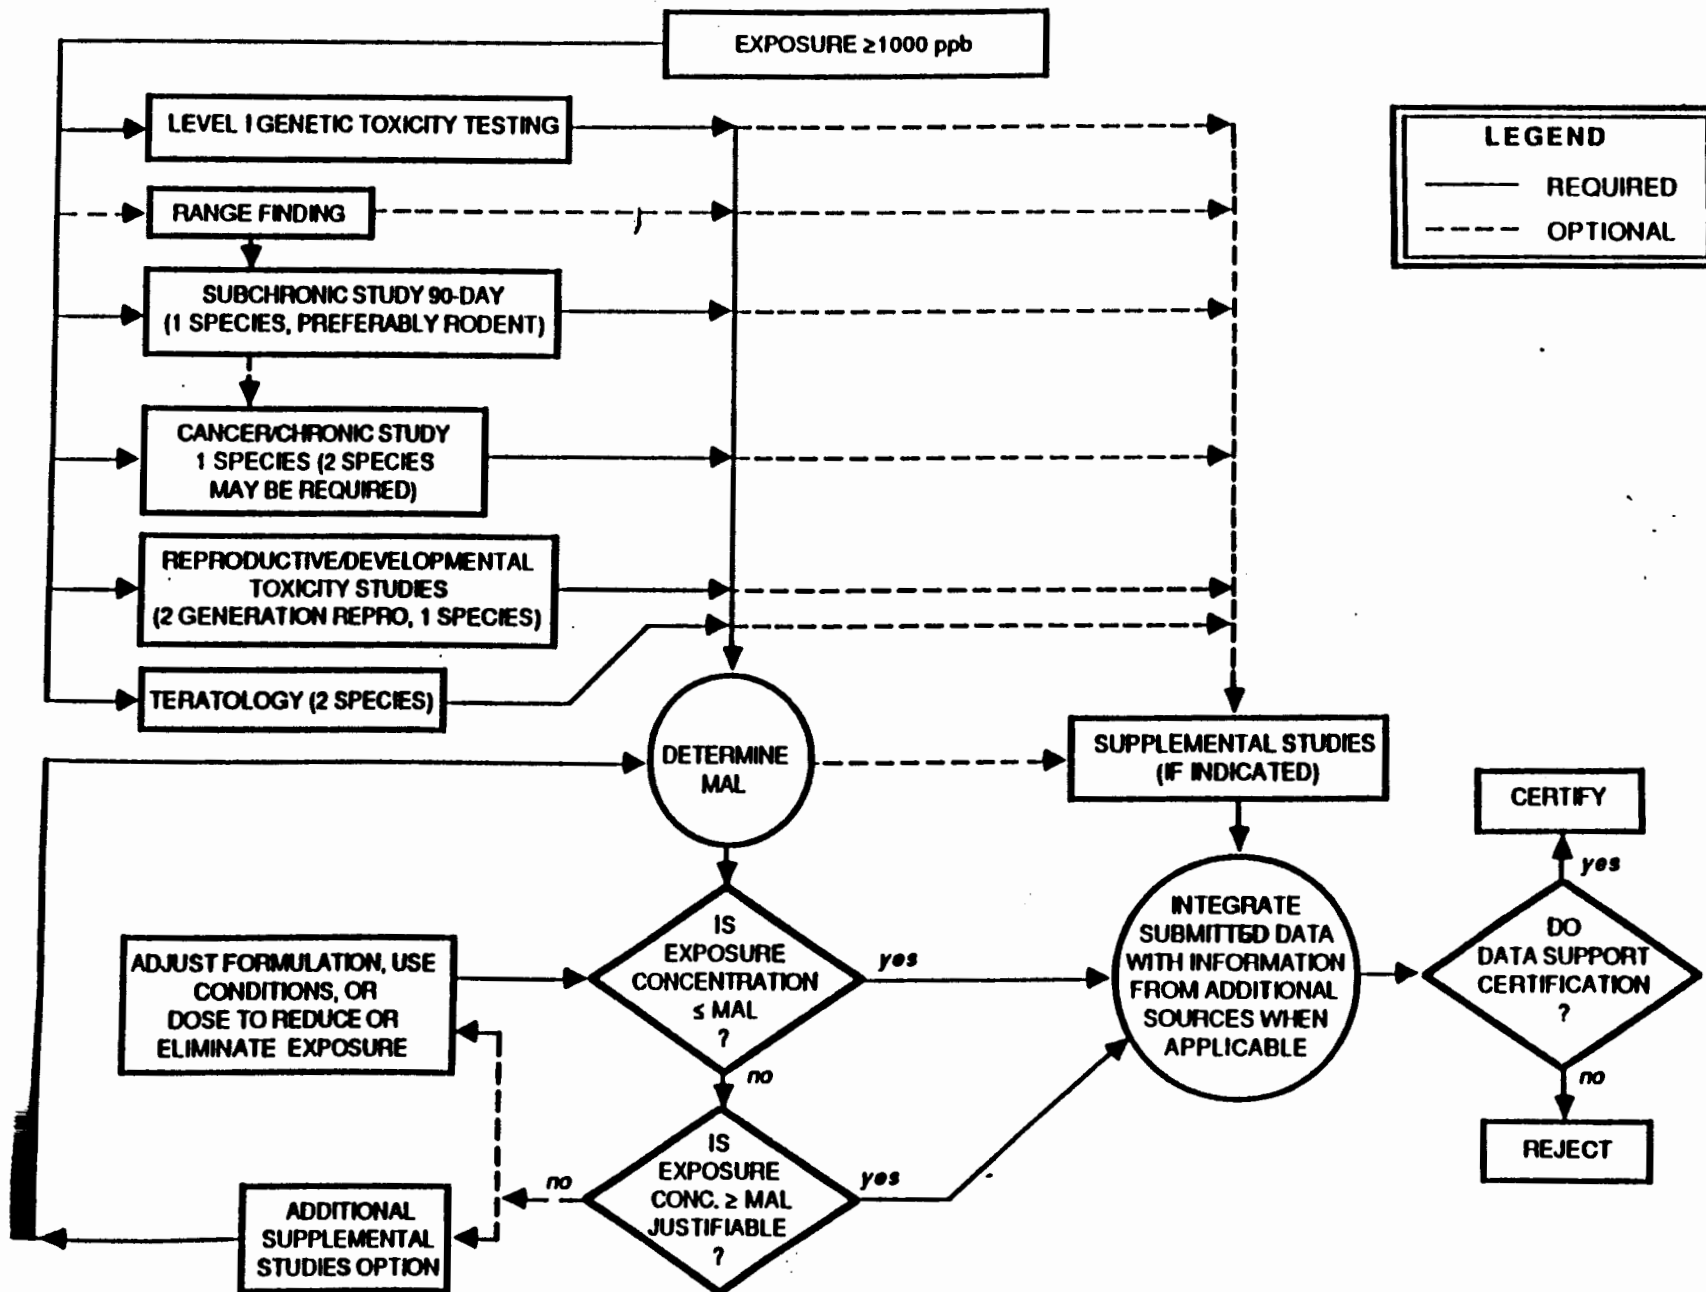 EXPOSURE ≥1000 ppb
LEVEL I GENETIC TOXICITY TESTING
LEGEND
REQUIRED
OPTIONAL
RANGE FINDING
SUBCHRONIC STUDY 90-DAY
(1 SPECIES, PREFERABLY RODENT)
CANCER/CHRONIC STUDY
1 SPECIES (2 SPECIES
MAY BE REQUIRED)
REPRODUCTIVE/DEVELOPMENTAL
TOXICITY STUDIES
(2 GENERATION REPRO, 1 SPECIES)
TERATOLOGY (2 SPECIES)
DETERMINE
MAL
SUPPLEMENTAL STUDIES
(IF INDICATED)
CERTIFY
yes
IS
EXPOSURE
CONCENTRATION
≤ MAL
?
yes
no
ADJUST FORMULATION, USE
CONDITIONS, OR
DOSE TO REDUCE OR
ELIMINATE EXPOSURE
INTEGRATE
SUBMITTED DATA
WITH INFORMATION
FROM ADDITIONAL
SOURCES WHEN
APPLICABLE
DO
DATA SUPPORT
CERTIFICATION
?
no
REJECT
IS
EXPOSURE
CONC. ≥ MAL
JUSTIFIABLE
?
yes
no
ADDITIONAL
SUPPLEMENTAL
STUDIES OPTION